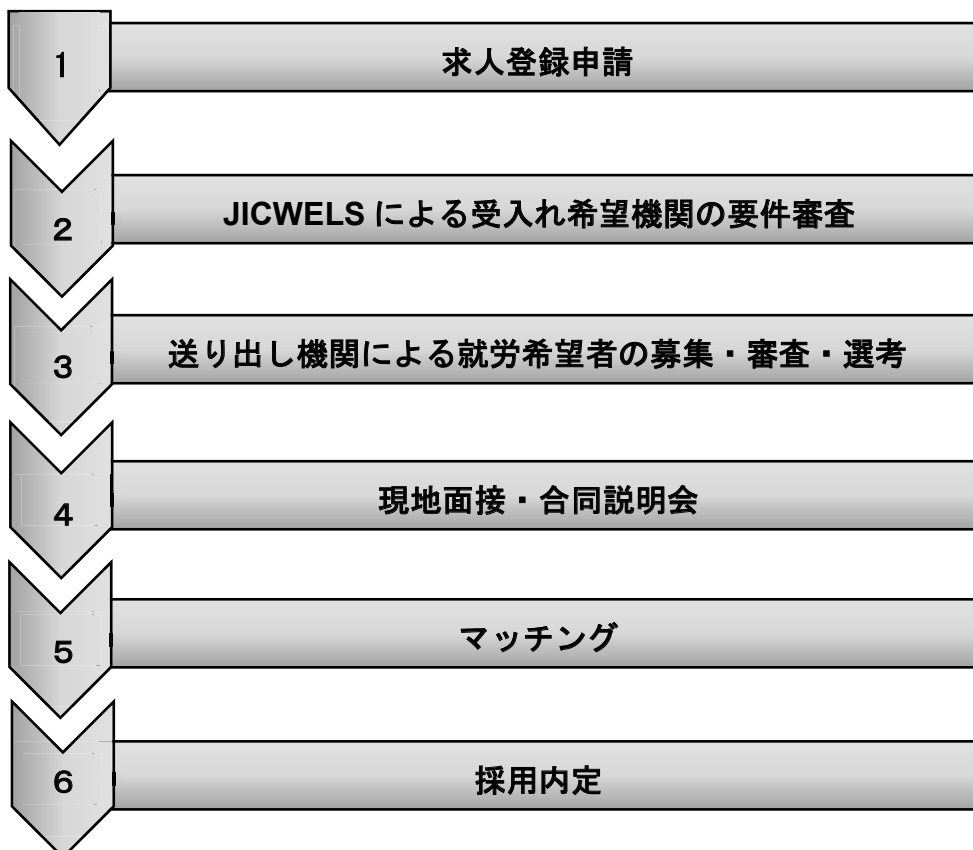 1
求人登録申請
2
JICWELS による受入れ希望機関の要件審査
3
送り出し機関による就労希望者の募集・審査・選考
4
現地面接・合同説明会
5
マッチング
6
採用内定